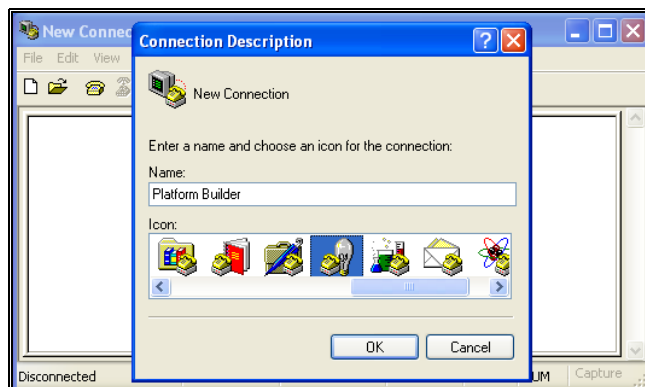 New Connec
Connection Description
File Edit View
New Connection
Enter a name and choose an icon for the connection:
Name:
Platform Builder
Icon:
OK Cancel
Disconnected UM Capture